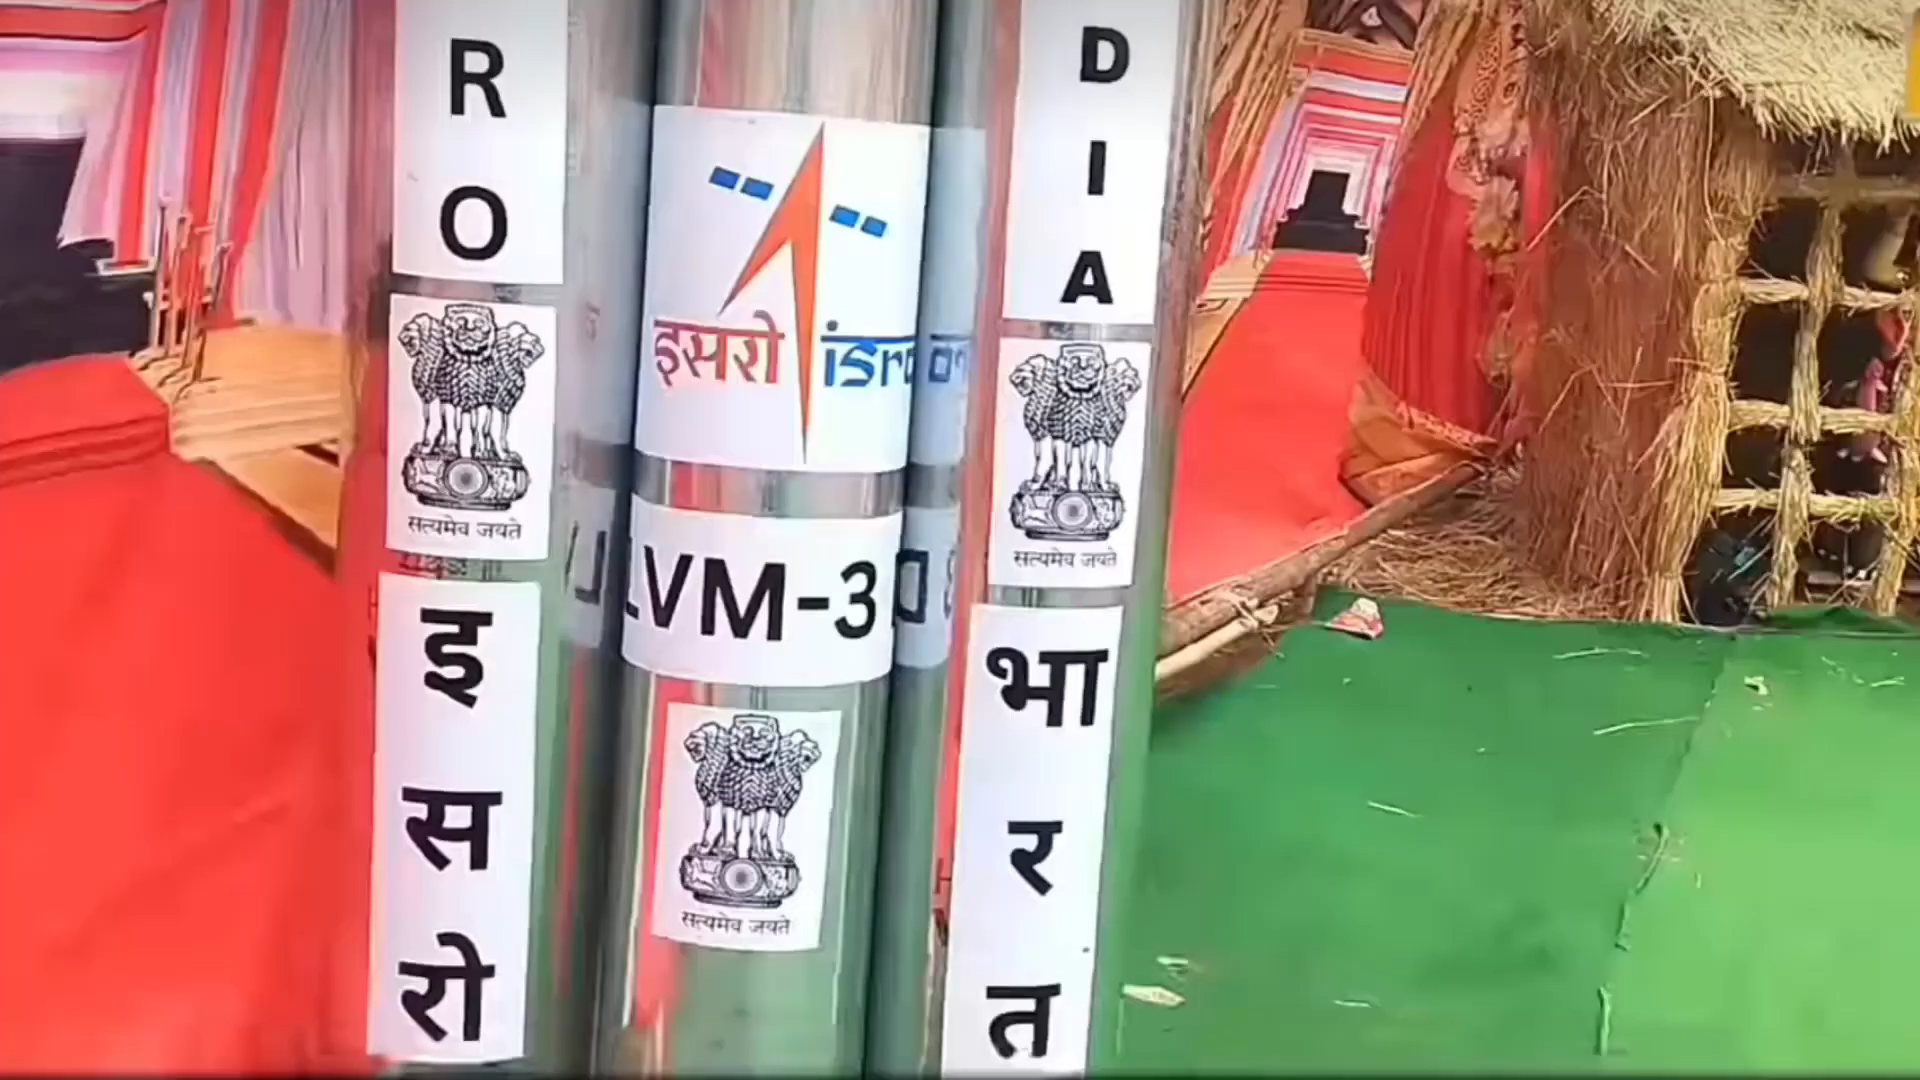 R
O
सत्यमेव जयते
इ
स
रो
इसरो isro
LVM-3
सत्यमेव जयते
D
I
A
सत्यमेव जयते
भा
र
त